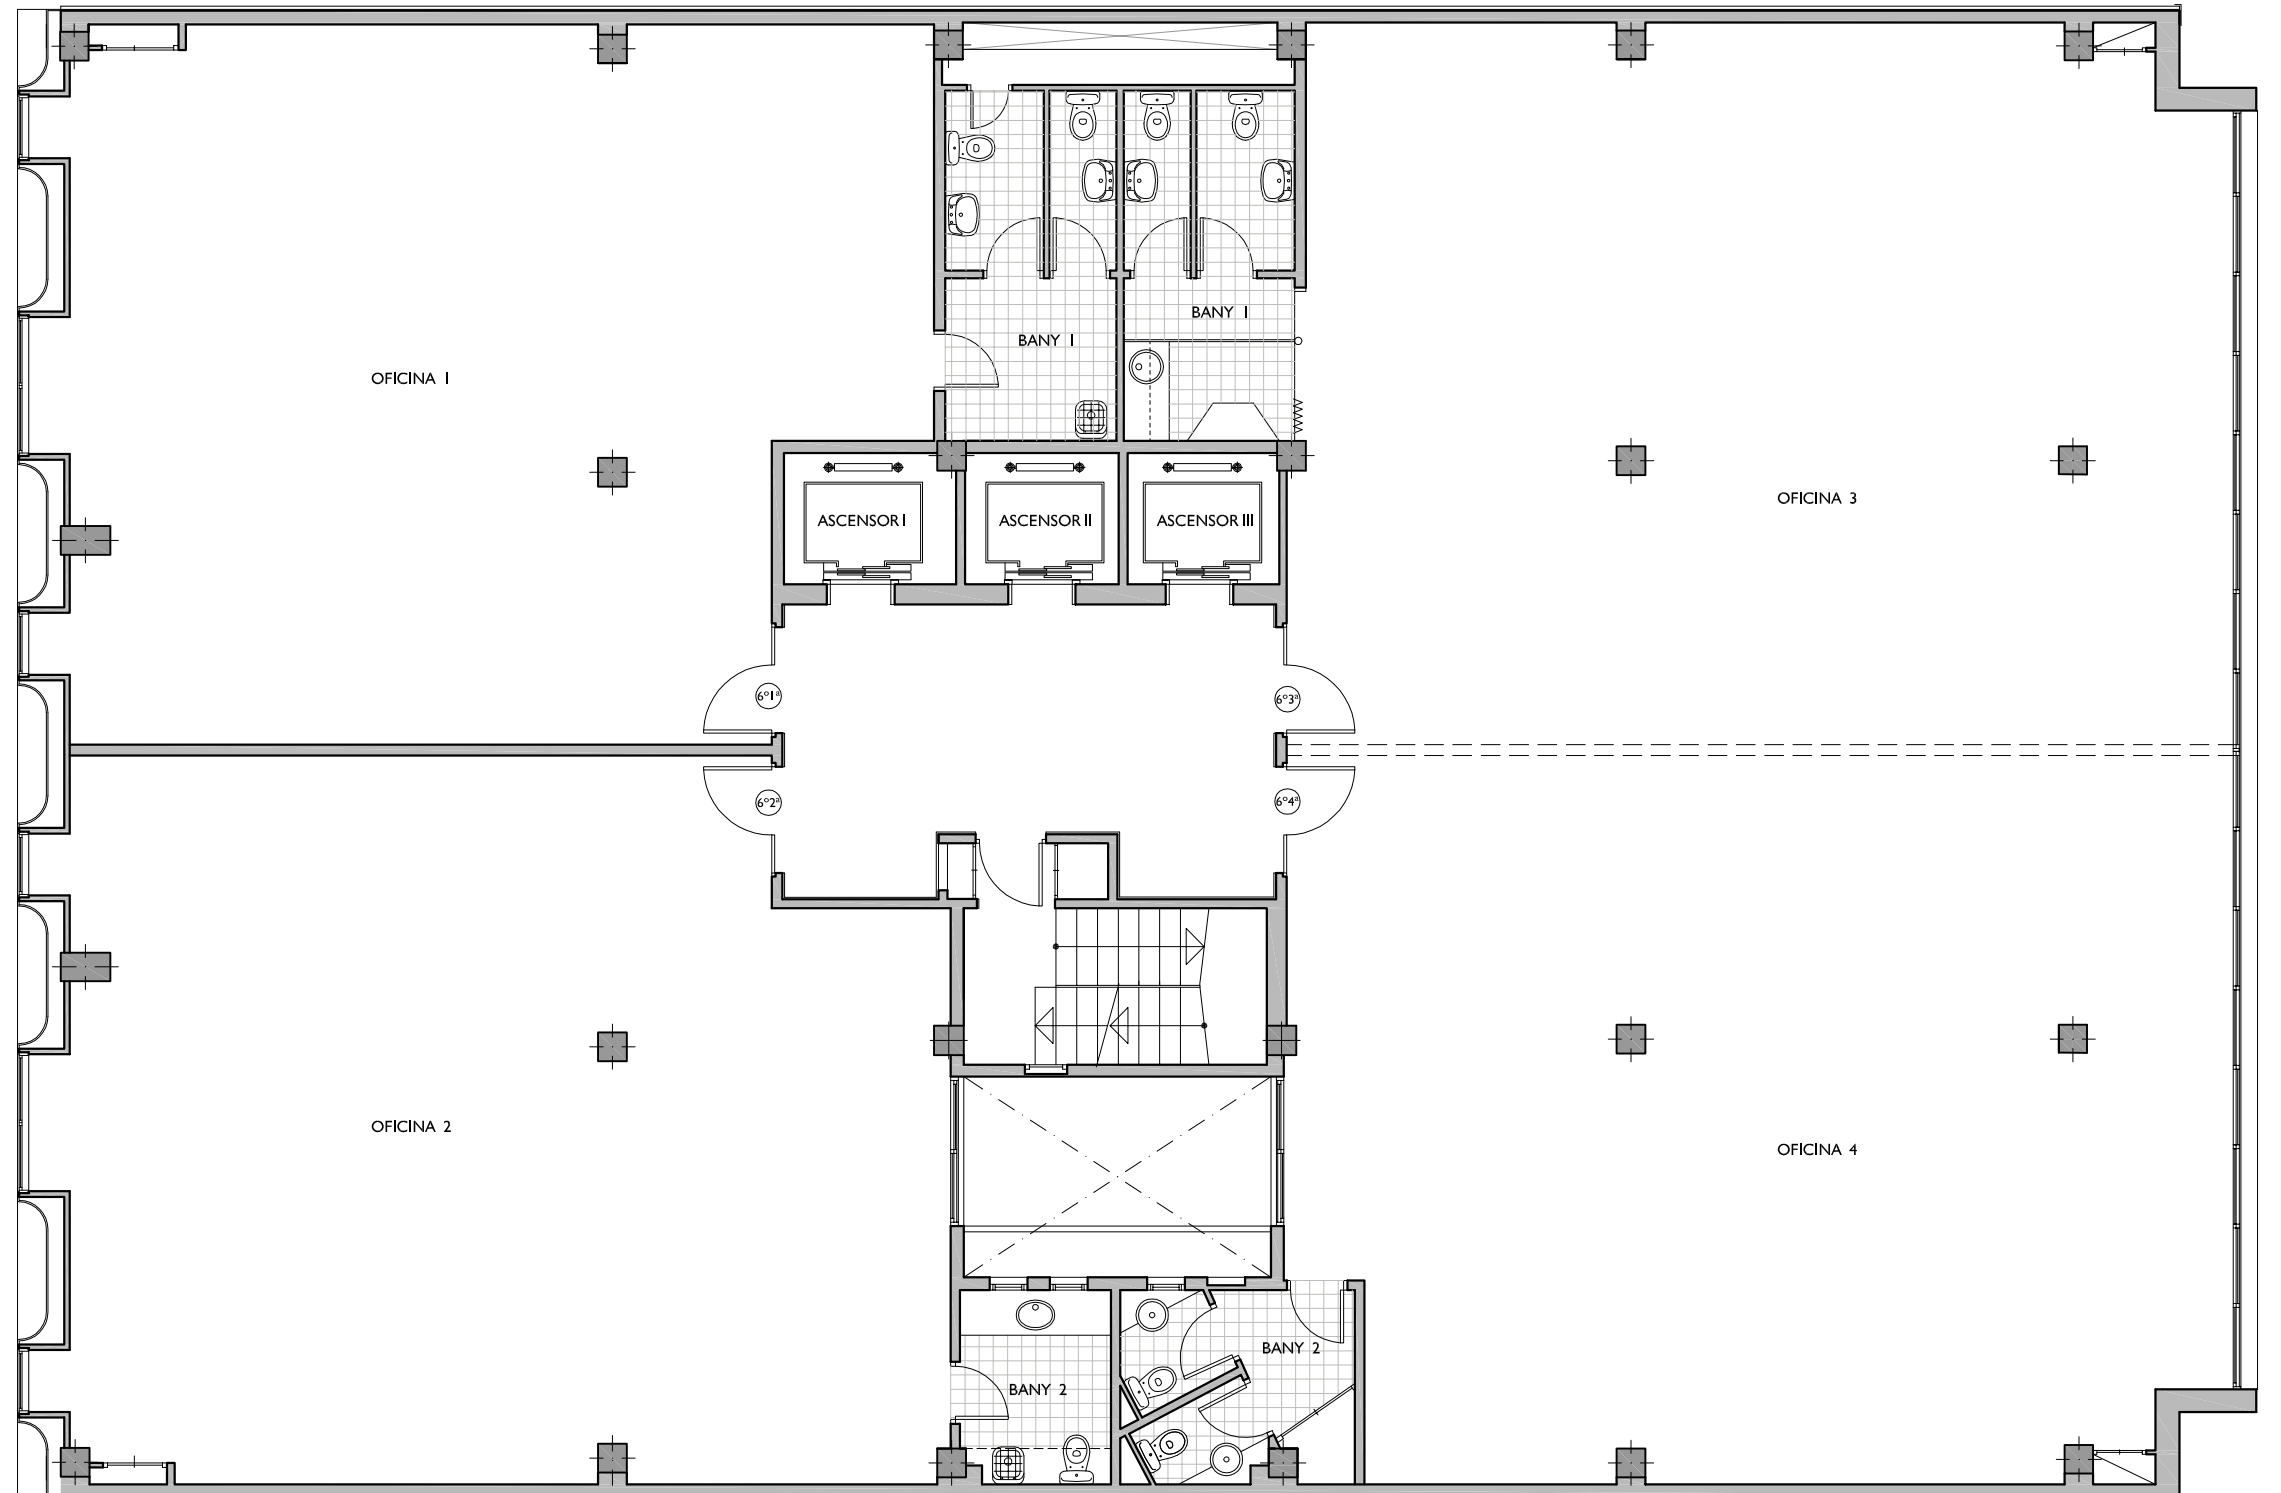 BANY 1
BANY 1
OFICINA 1
OFICINA 3
ASCENSOR I
ASCENSOR II
ASCENSOR III
6º1ª
6º3ª
6º2ª
6º4ª
OFICINA 2
OFICINA 4
BANY 2
BANY 2